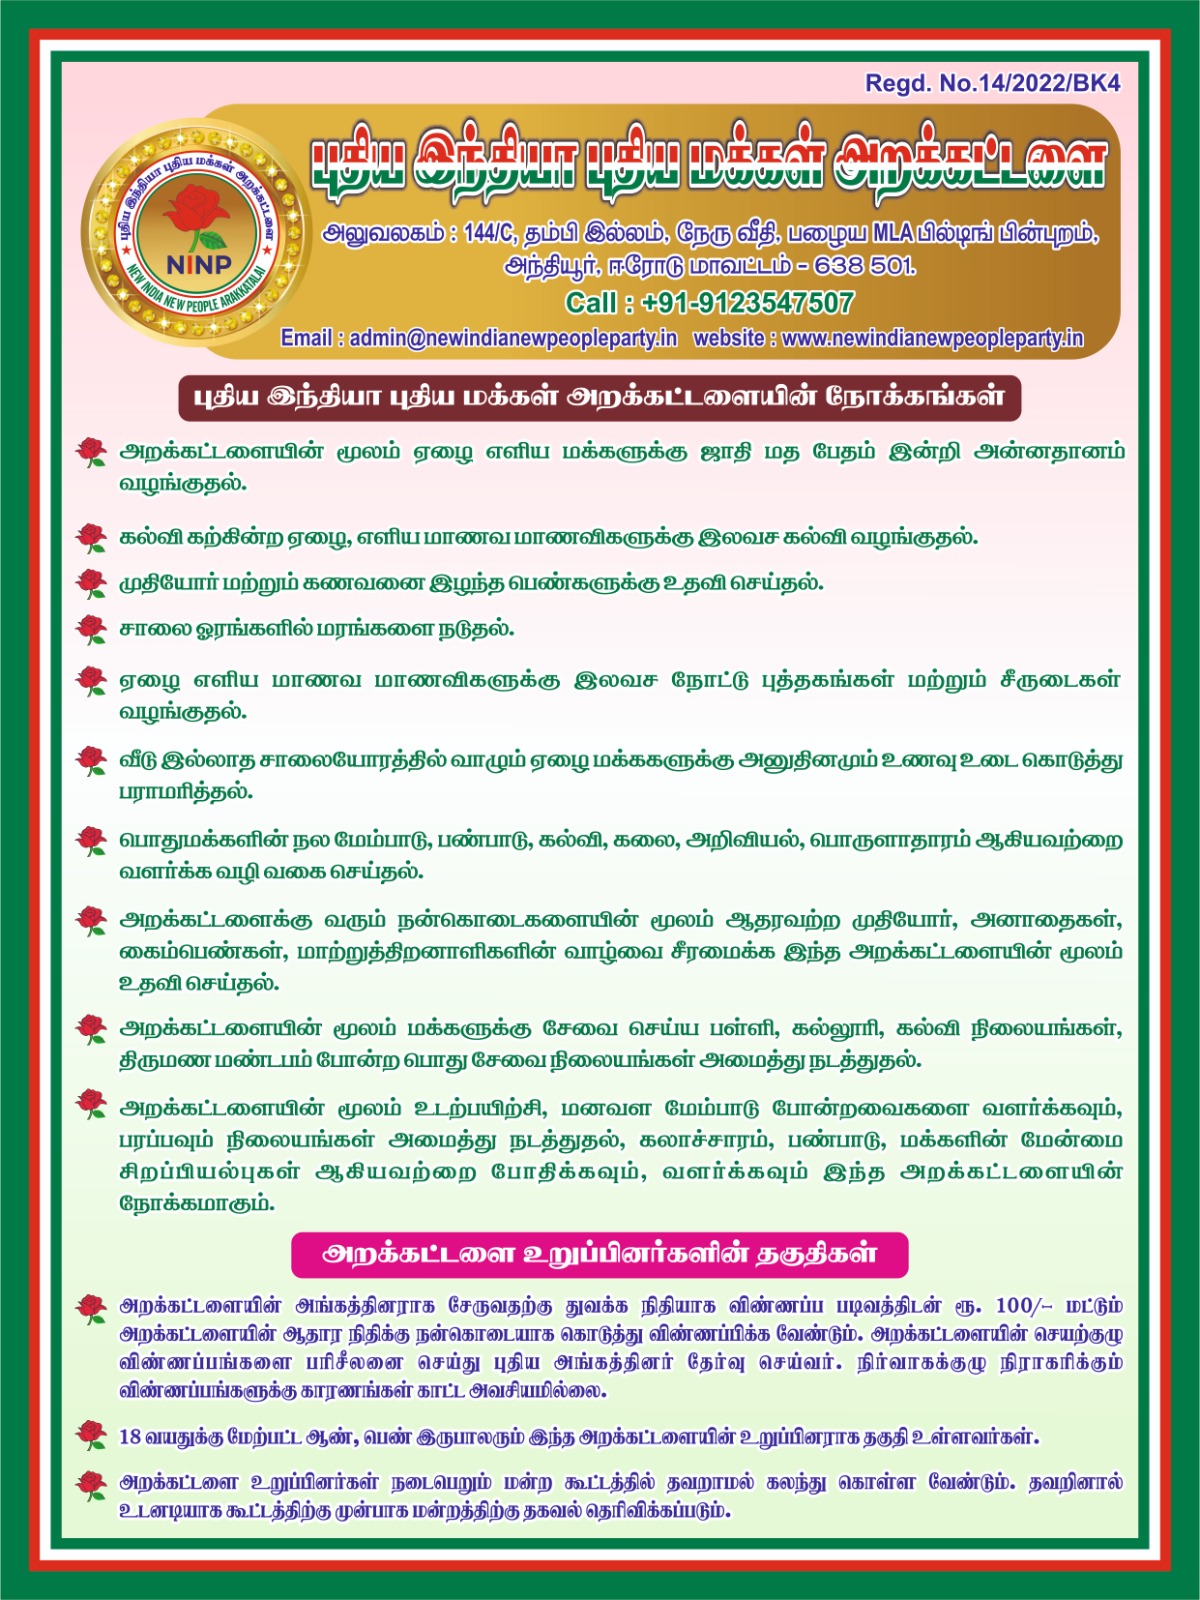 Regd. No.14/2022/BK4
புதிய இந்தியா புதிய மக்கள் அறக்கட்டளை
புதிய இந்தியா புதிய மக்கள் அறக்கட்டளை
NINP
NEW INDIA NEW PEOPLE ARAKKATALAI
அலுவலகம் : 144/C, தம்பி இல்லம், நேரு வீதி, பழைய MLA பில்டிங் பின்புறம்,
அந்தியூர், ஈரோடு மாவட்டம் - 638 501.
Call : +91-9123547507
Email : admin@newindianewpeopleparty.in website : www.newindianewpeopleparty.in
புதிய இந்தியா புதிய மக்கள் அறக்கட்டளையின் நோக்கங்கள்
அறக்கட்டளையின் மூலம் ஏழை எளிய மக்களுக்கு ஜாதி மத பேதம் இன்றி அன்னதானம்
வழங்குதல்.
கல்வி கற்கின்ற ஏழை, எளிய மாணவ மாணவிகளுக்கு இலவச கல்வி வழங்குதல்.
முதியோர் மற்றும் கணவனை இழந்த பெண்களுக்கு உதவி செய்தல்.
சாலை ஓரங்களில் மரங்களை நடுதல்.
ஏழை எளிய மாணவ மாணவிகளுக்கு இலவச நோட்டு புத்தகங்கள் மற்றும் சீருடைகள்
வழங்குதல்.
வீடு இல்லாத சாலையோரத்தில் வாழும் ஏழை மக்ககளுக்கு அனுதினமும் உணவு உடை கொடுத்து
பராமரித்தல்.
பொதுமக்களின் நல மேம்பாடு, பண்பாடு, கல்வி, கலை, அறிவியல், பொருளாதாரம் ஆகியவற்றை
வளர்க்க வழி வகை செய்தல்.
அறக்கட்டளைக்கு வரும் நன்கொடைகளையின் மூலம் ஆதரவற்ற முதியோர், அனாதைகள்,
கைம்பெண்கள், மாற்றுத்திறனாளிகளின் வாழ்வை சீரமைக்க இந்த அறக்கட்டளையின் மூலம்
உதவி செய்தல்.
அறக்கட்டளையின் மூலம் மக்களுக்கு சேவை செய்ய பள்ளி, கல்லூரி, கல்வி நிலையங்கள்,
திருமண மண்டபம் போன்ற பொது சேவை நிலையங்கள் அமைத்து நடத்துதல்.
அறக்கட்டளையின் மூலம் உடற்பயிற்சி, மனவள மேம்பாடு போன்றவைகளை வளர்க்கவும்,
பரப்பவும் நிலையங்கள் அமைத்து நடத்துதல், கலாச்சாரம், பண்பாடு, மக்களின் மேன்மை
சிறப்பியல்புகள் ஆகியவற்றை போதிக்கவும், வளர்க்கவும் இந்த அறக்கட்டளையின்
நோக்கமாகும்.
அறக்கட்டளை உறுப்பினர்களின் தகுதிகள்
அறக்கட்டளையின் அங்கத்தினராக சேருவதற்கு துவக்க நிதியாக விண்ணப்ப படிவத்திடன் ரூ. 100/- மட்டும்
அறக்கட்டளையின் ஆதார நிதிக்கு நன்கொடையாக கொடுத்து விண்ணப்பிக்க வேண்டும். அறக்கட்டளையின் செயற்குழு
விண்ணப்பங்களை பரிசீலனை செய்து புதிய அங்கத்தினர் தேர்வு செய்வர். நிர்வாகக்குழு நிராகரிக்கும்
விண்ணப்பங்களுக்கு காரணங்கள் காட்ட அவசியமில்லை.
18 வயதுக்கு மேற்பட்ட ஆண், பெண் இருபாலரும் இந்த அறக்கட்டளையின் உறுப்பினராக தகுதி உள்ளவர்கள்.
அறக்கட்டளை உறுப்பினர்கள் நடைபெறும் மன்ற கூட்டத்தில் தவறாமல் கலந்து கொள்ள வேண்டும். தவறினால்
உடனடியாக கூட்டத்திற்கு முன்பாக மன்றத்திற்கு தகவல் தெரிவிக்கப்படும்.